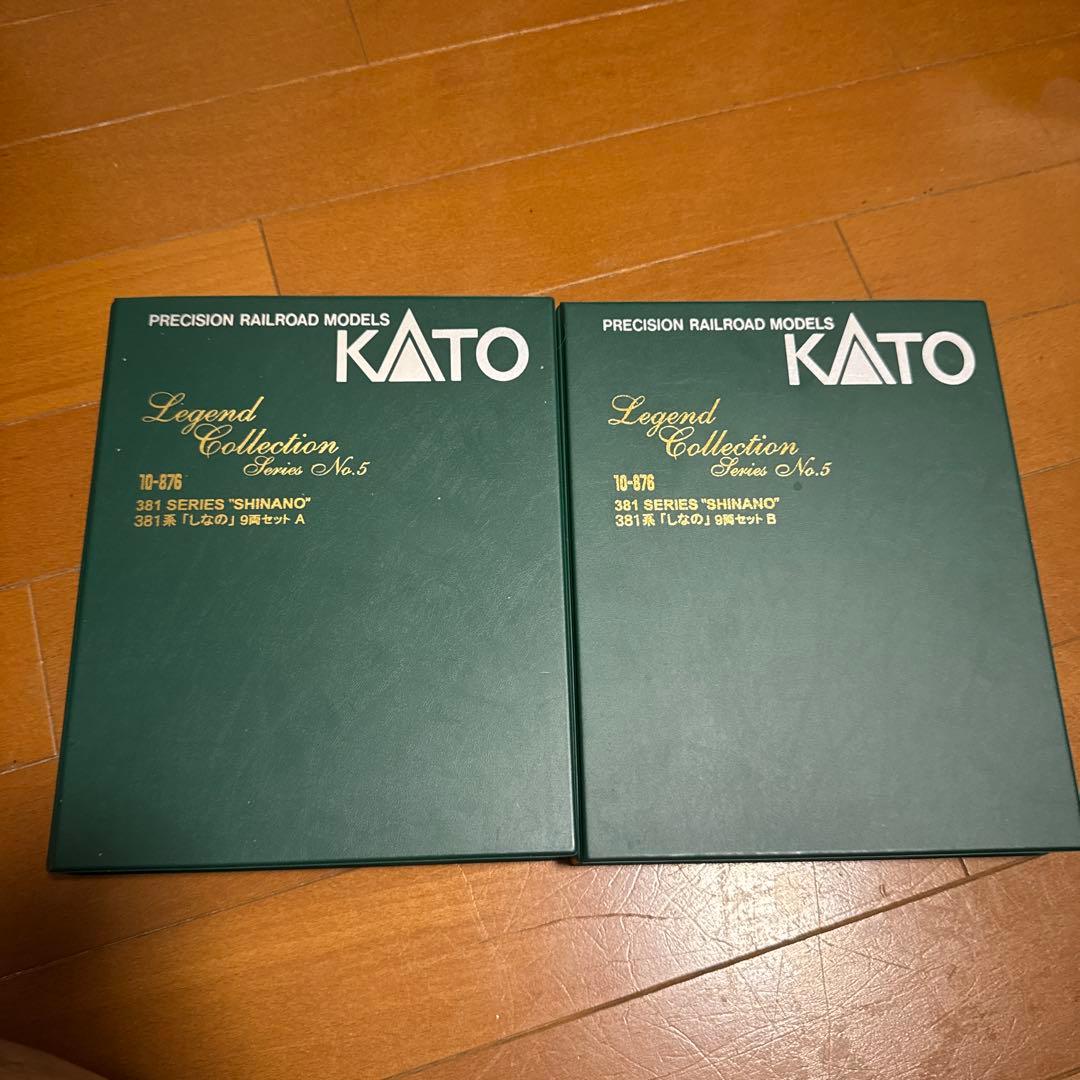 PRECISION RAILROAD MODELS
KATO
Legend
Collection
Series No.5
10-876
381 SERIES "SHINANO"
381系「しなの」9両セット A
PRECISION RAILROAD MODELS
KATO
Legend
Collection
Series No.5
10-876
381 SERIES "SHINANO"
381系「しなの」9両セット B